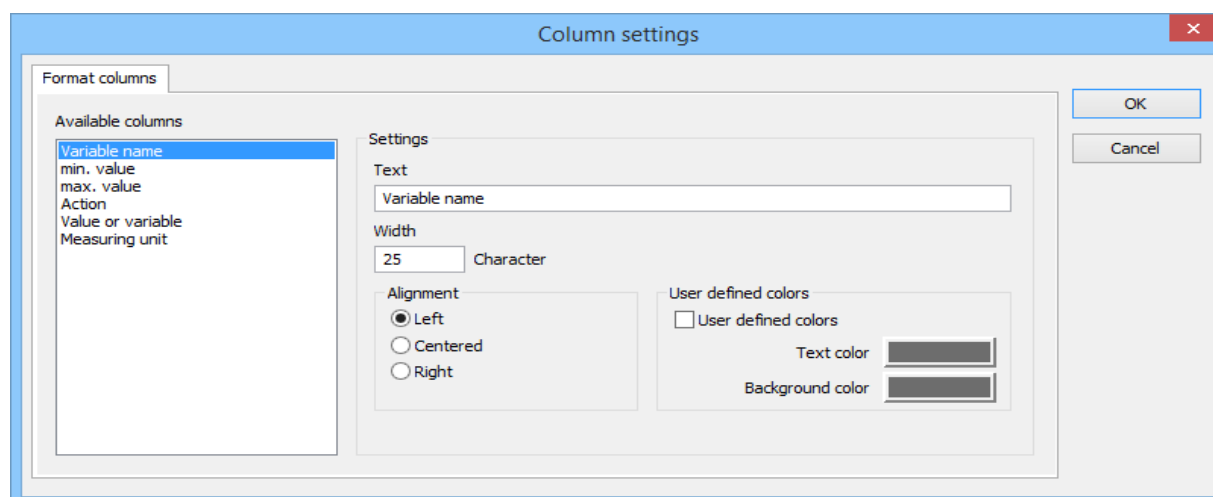 Column settings
Format columns
OK
Cancel
Available columns
Variable name
min. value
max. value
Action
Value or variable
Measuring unit
Settings
Text
Variable name
Width
25 Character
Alignment
Left
Centered
Right
User defined colors
User defined colors
Text color
Background color